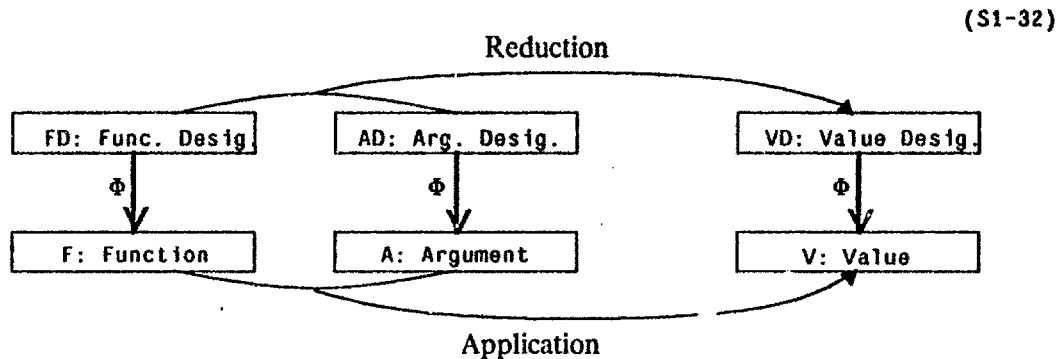 (S1-32)
Reduction
FD: Func. Desig. AD: Arg. Desig. VD: Value Desig.
Φ Φ Φ
F: Function A: Argument V: Value
Application